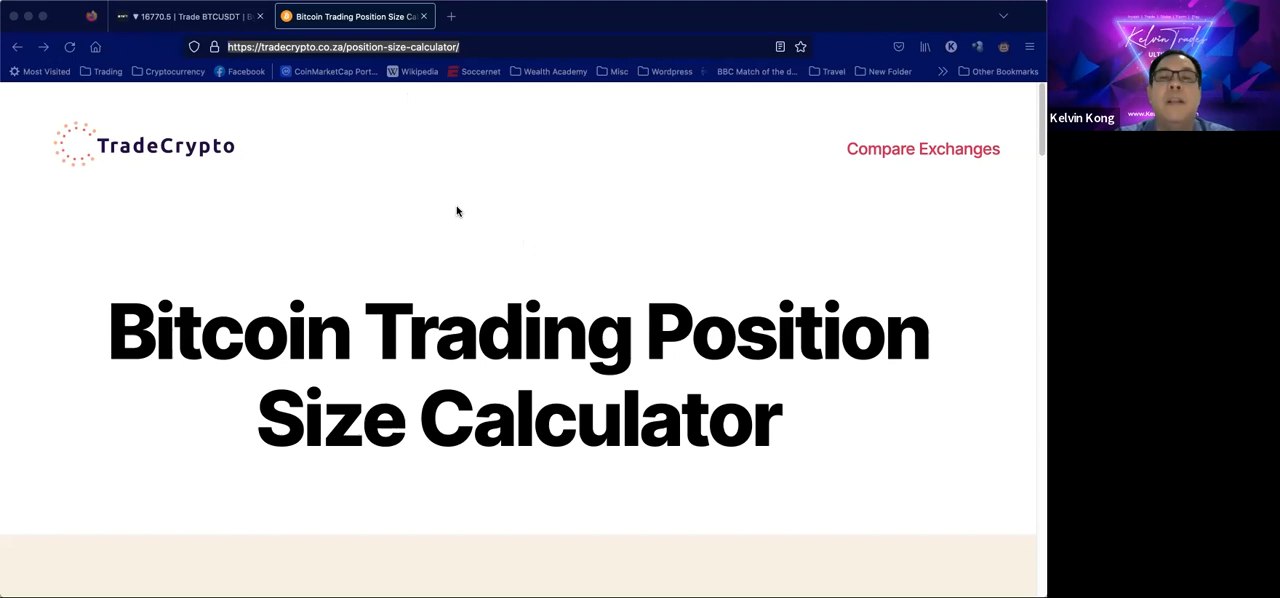 ▼ 16770.5 | Trade BTCUSDT | B
Bitcoin Trading Position Size Ca
https://tradecrypto.co.za/position-size-calculator/
Most Visited
Trading
Cryptocurrency
Facebook
CoinMarketCap Port...
Wikipedia
Soccernet
Wealth Academy
Misc
Wordpress
BBC Match of the d...
Travel
New Folder
Other Bookmarks
TradeCrypto
Compare Exchanges
Bitcoin Trading Position
Size Calculator
Kelvin Trades
Kelvin Kong